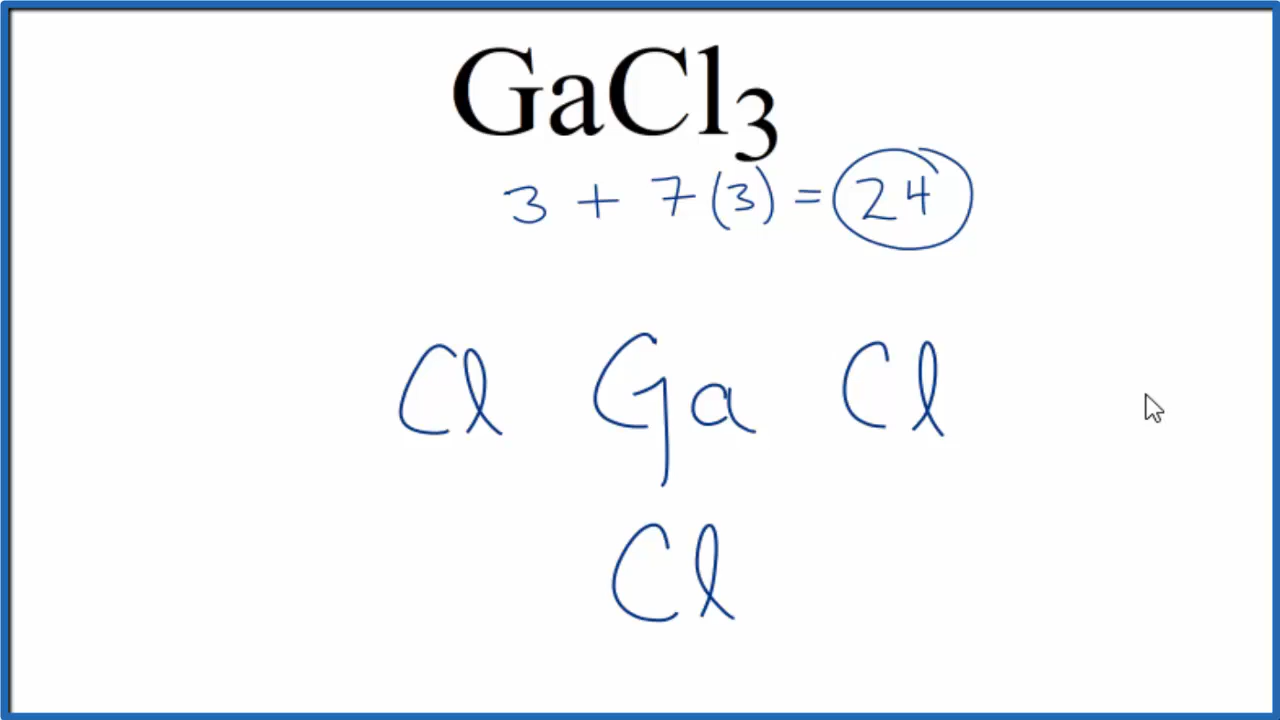 GaCl₃
3 + 7(3) = 24
Cl Ga Cl
Cl